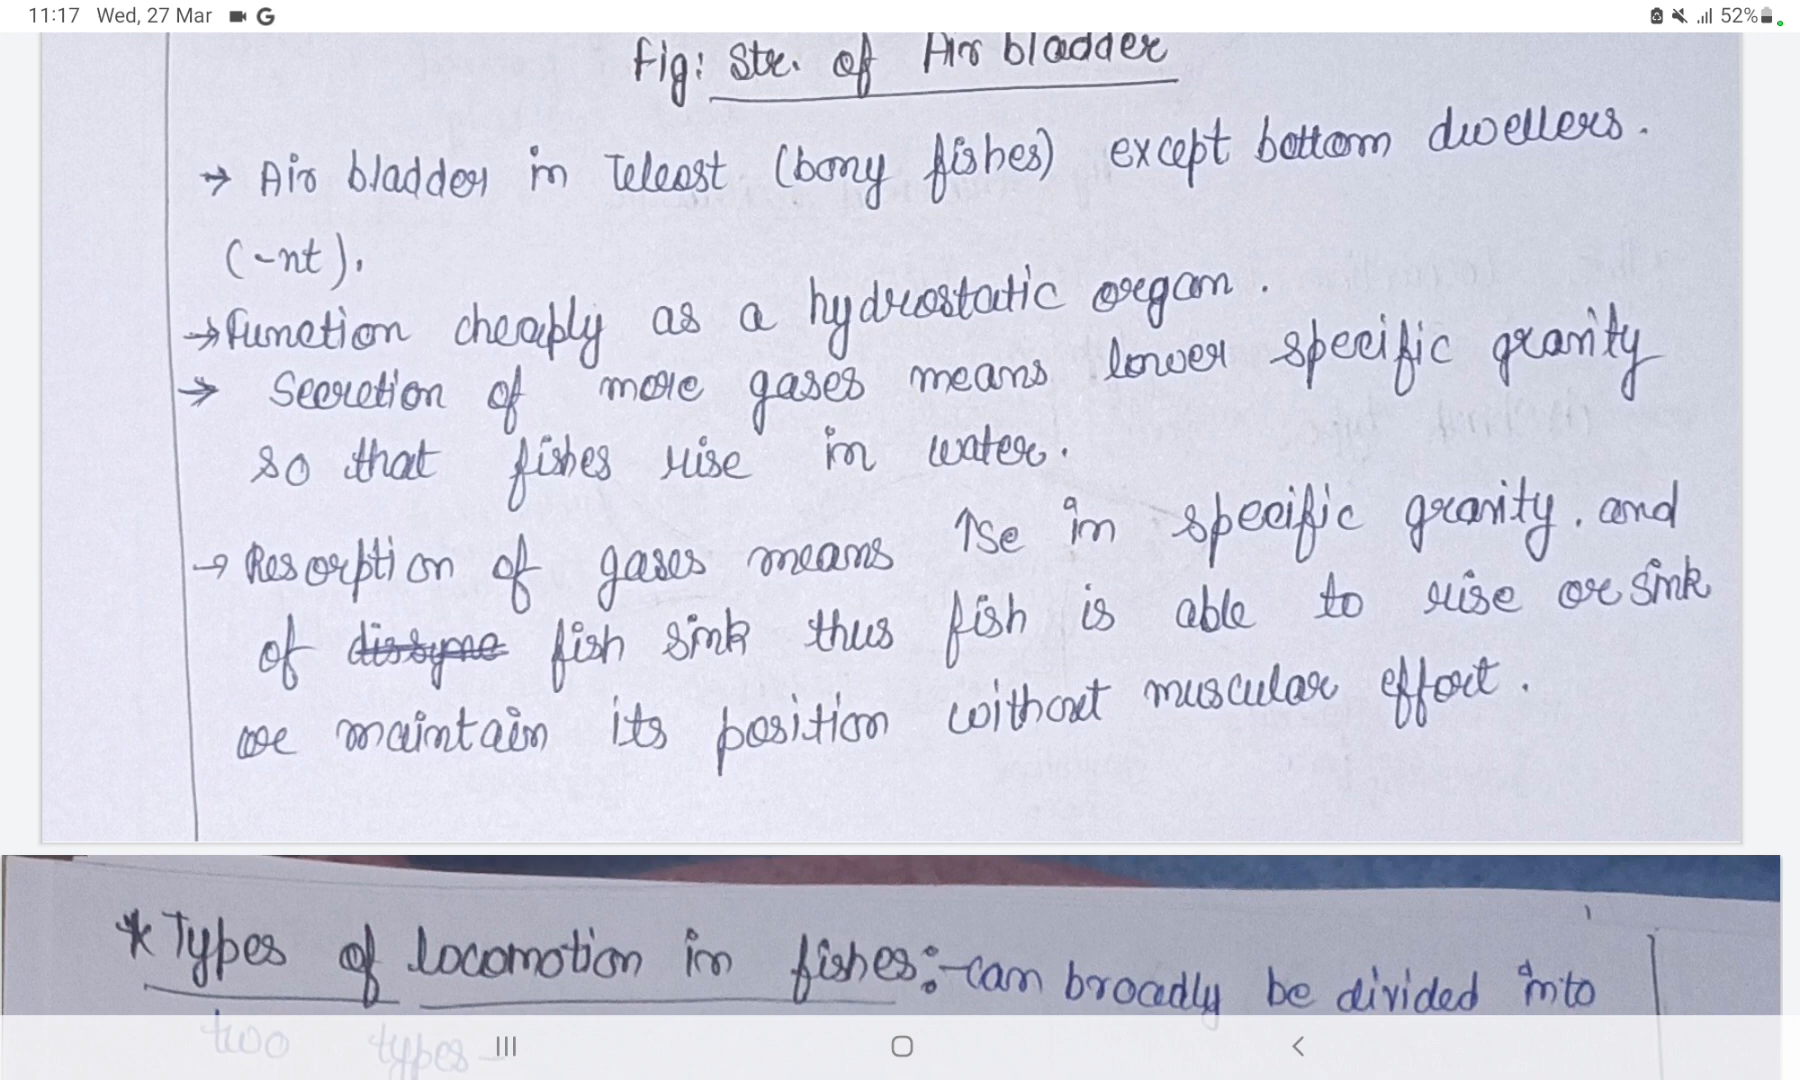 11:17 Wed, 27 Mar G 52%
Fig: Str. of Air bladder
→ Air bladder in Teleost (bony fishes) except bottom dwellers.
(-nt).
→ Function cheaply as a hydrostatic organ.
→ Secretion of more gases means lower specific gravity
so that fishes rise in water.
→ Resorption of gases means ↑se in specific gravity. and
of fish sink thus fish is able to rise or sink
or maintain its position without muscular effort.
* Types of locomotion in fishes:- can broadly be divided into
two types -